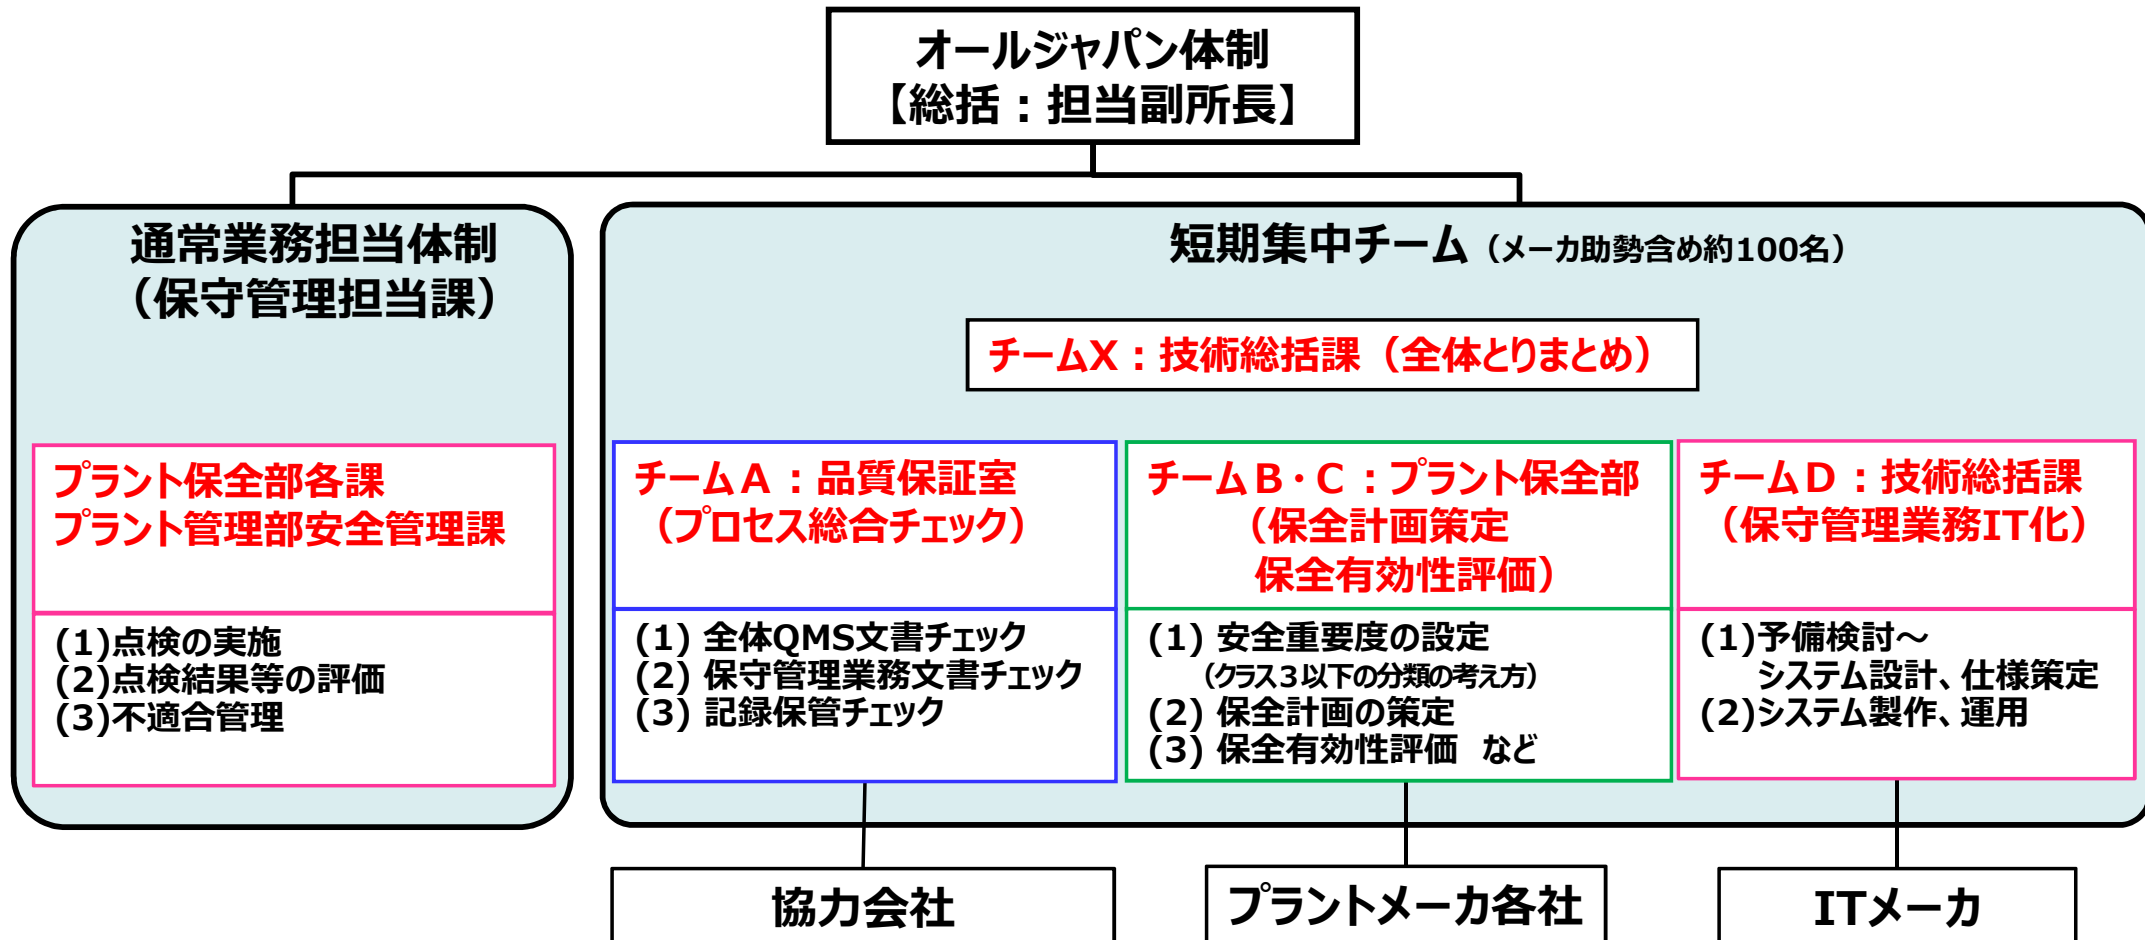 オールジャパン体制
【総括：担当副所長】
通常業務担当体制
（保守管理担当課）
プラント保全部各課
プラント管理部安全管理課
(1)点検の実施
(2)点検結果等の評価
(3)不適合管理
短期集中チーム（メーカ助勢含め約100名）
チームX：技術総括課（全体とりまとめ）
チームA：品質保証室
（プロセス総合チェック）
(1) 全体QMS文書チェック
(2) 保守管理業務文書チェック
(3) 記録保管チェック
チームB・C：プラント保全部
（保全計画策定
保全有効性評価）
(1) 安全重要度の設定
（クラス３以下の分類の考え方）
(2) 保全計画の策定
(3) 保全有効性評価　など
チームD：技術総括課
（保守管理業務IT化）
(1)予備検討～
システム設計、仕様策定
(2)システム製作、運用
協力会社
プラントメーカ各社
ITメーカ